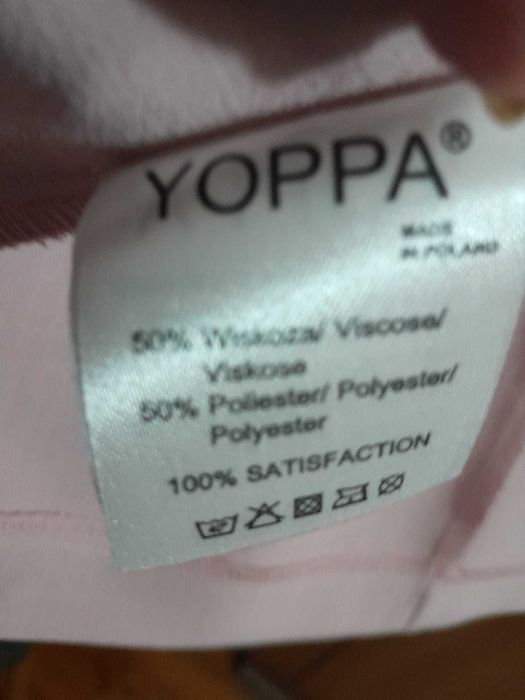 YOPPA®
MADE
IN POLAND
50% Wiskoza/ Viscose/
Viskose
50% Poliester/ Polyester/
Polyester
100% SATISFACTION